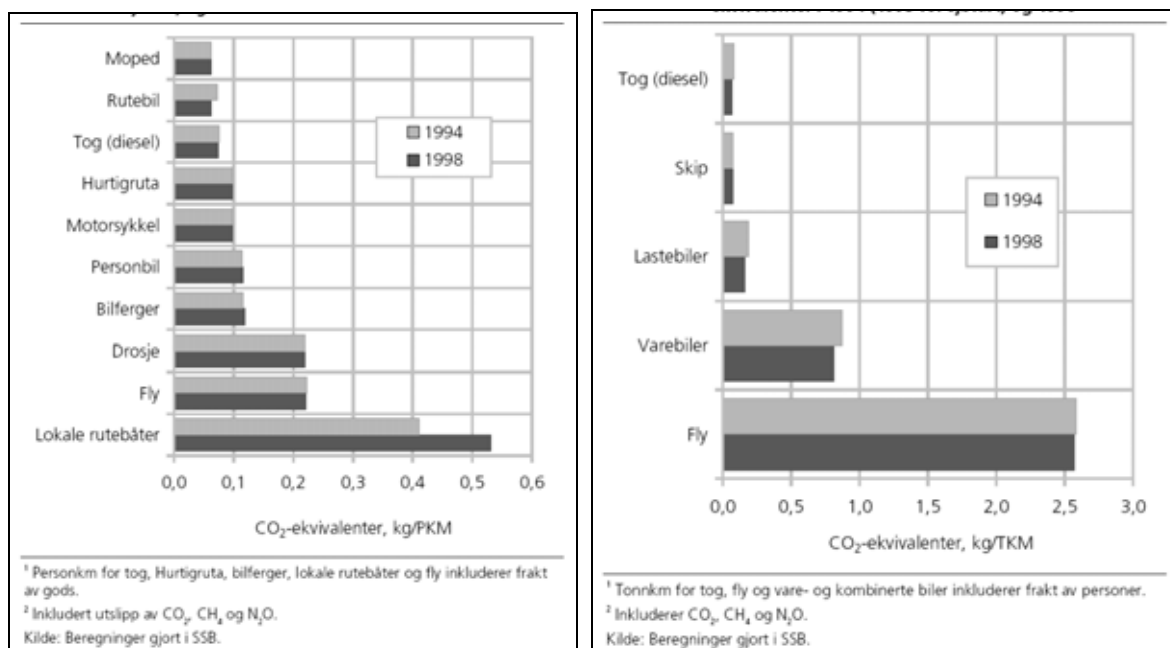 Moped
Rutebil
Tog (diesel)
Hurtigruta
Motorsykkel
Personbil
Bilferger
Drosje
Fly
Lokale rutebåter
1994
1998
0,0 0,1 0,2 0,3 0,4 0,5 0,6
CO₂-ekvivalenter, kg/PKM
¹ Personkm for tog, Hurtigruta, bilferger, lokale rutebåter og fly inkluderer frakt
av gods.
² Inkludert utslipp av CO₂, CH₄ og N₂O.
Kilde: Beregninger gjort i SSB.
Tog (diesel)
Skip
Lastebiler
Varebiler
Fly
1994
1998
0,0 0,5 1,0 1,5 2,0 2,5 3,0
CO₂-ekvivalenter, kg/TKM
¹ Tonnkm for tog, fly og vare- og kombinerte biler inkluderer frakt av personer.
² Inkluderer CO₂, CH₄ og N₂O.
Kilde: Beregninger gjort i SSB.